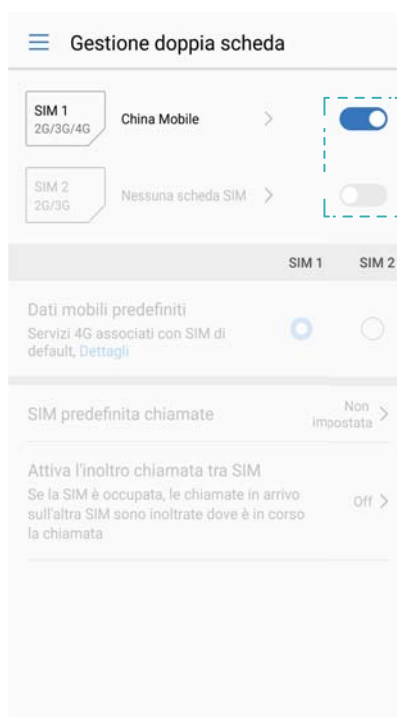 Gestione doppia scheda
SIM 1
2G/3G/4G
China Mobile
SIM 2
2G/3G
Nessuna scheda SIM
SIM 1 SIM 2
Dati mobili predefiniti
Servizi 4G associati con SIM di
default, Dettagli
SIM predefinita chiamate
Non
impostata
Attiva l'inoltro chiamata tra SIM
Se la SIM è occupata, le chiamate in arrivo
sull'altra SIM sono inoltrate dove è in corso
la chiamata
Off